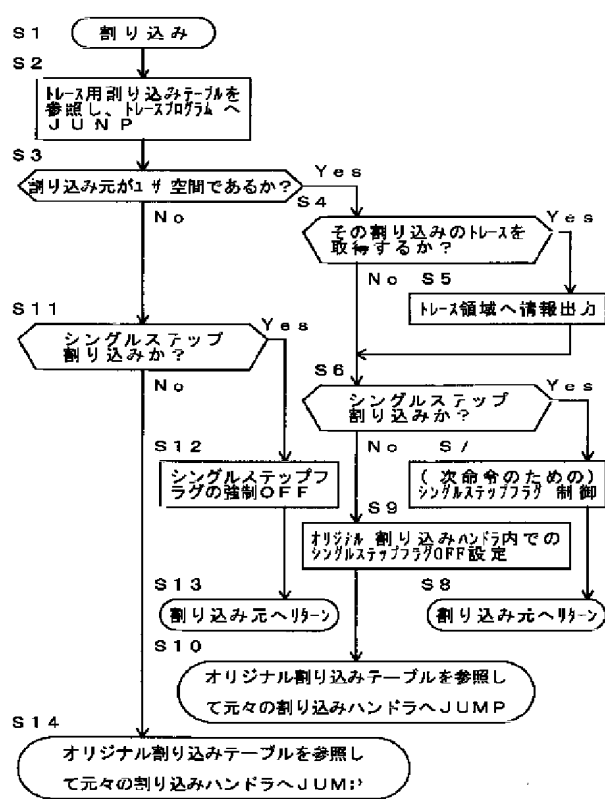 S1
割り込み
S2
トレース用割り込みテーブルを
参照し、トレースプログラム へ
JUNP
S3
割り込み元がユーザ空間であるか?
Yes
No
S4
その割り込みのトレースを
取得するか?
Yes
No
S5
トレース領域へ情報出力
S11
シングルステップ
割り込みか?
Yes
No
S6
シングルステップ
割り込みか?
Yes
No
S12
シングルステップフ
ラグの強制OFF
S7
(次命令のための)
シングルステップフラグ 制御
S9
オリジナル 割り込みハンドラ内での
シングルステップフラグOFF設定
S13
割り込み元へリターン
S8
割り込み元へリターン
S10
オリジナル割り込みテーブルを参照し
て元々の割り込みハンドラへJUMP
S14
オリジナル割り込みテーブルを参照し
て元々の割り込みハンドラへJUMP